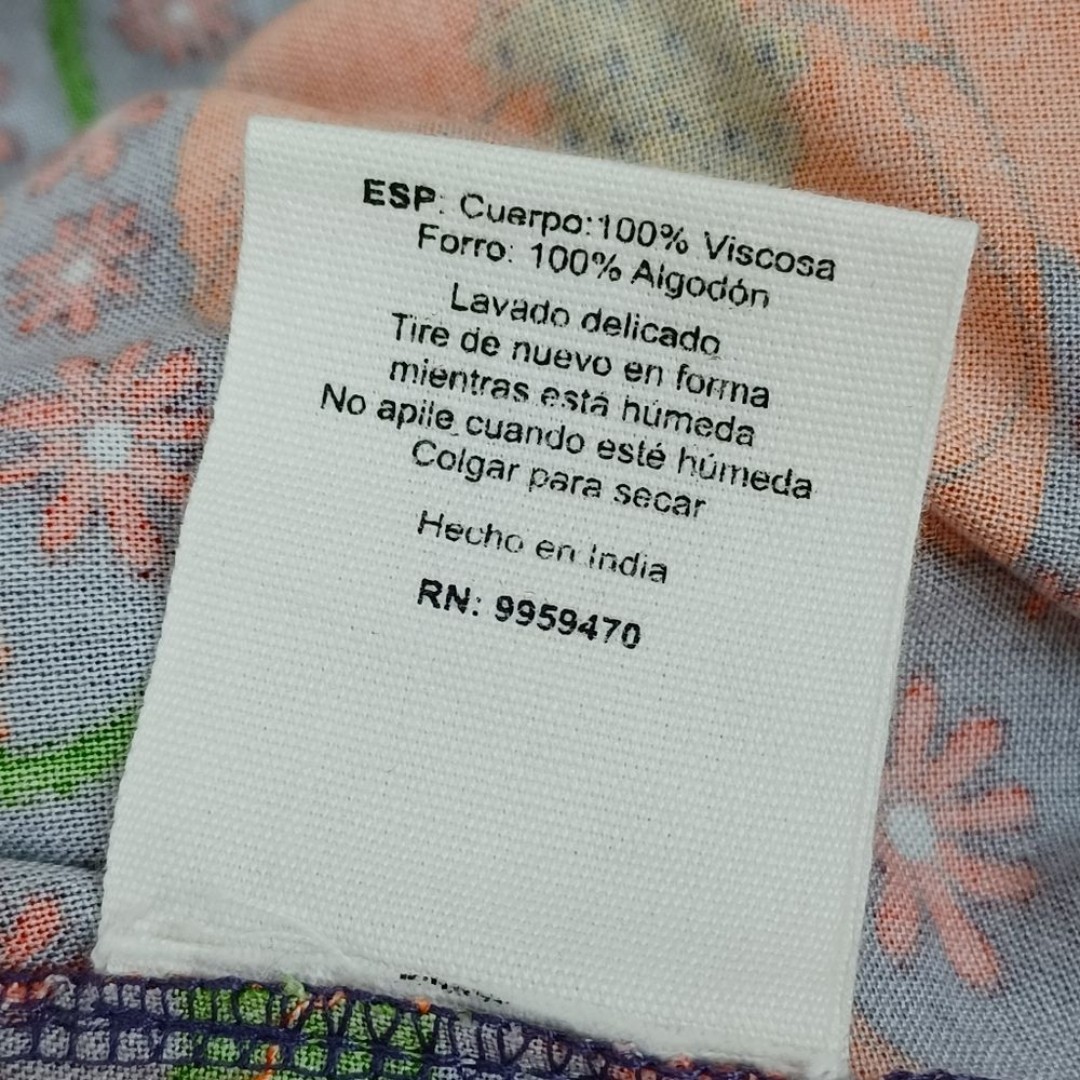 ESP: Cuerpo:100% Viscosa
Forro: 100% Algodón
Lavado delicado
Tire de nuevo en forma
mientras está húmeda
No apile cuando esté húmeda
Colgar para secar
Hecho en India
RN: 9959470